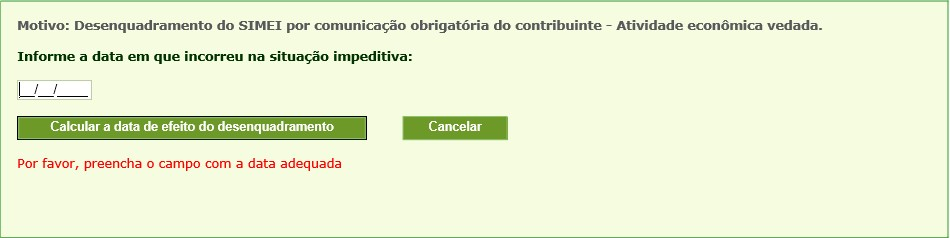 Motivo: Desenquadramento do SIMEI por comunicação obrigatória do contribuinte - Atividade econômica vedada.
Informe a data em que incorreu na situação impeditiva:
__/__/____
Calcular a data de efeito do desenquadramento Cancelar
Por favor, preencha o campo com a data adequada